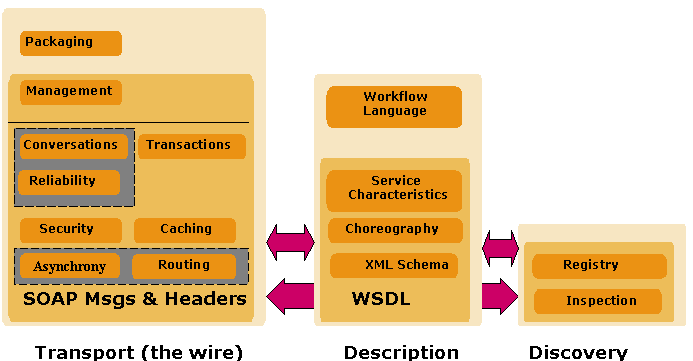 Packaging
Management
Conversations
Transactions
Reliability
Security
Caching
Asynchrony
Routing
SOAP Msgs & Headers
Transport (the wire)
Workflow
Language
Service
Characteristics
Choreography
XML Schema
WSDL
Description
Registry
Inspection
Discovery